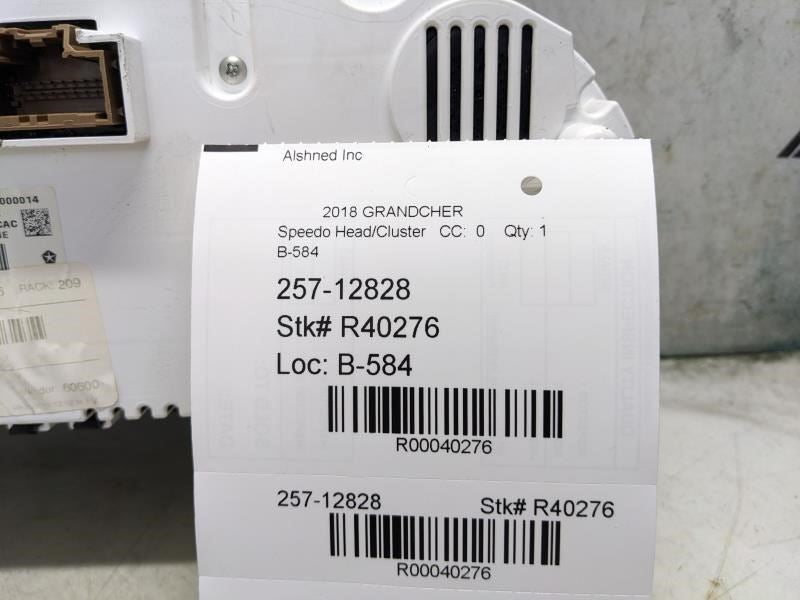 Alshned Inc
2018 GRANDCHER
Speedo Head/Cluster CC: 0 Qty: 1
B-584
257-12828
Stk# R40276
Loc: B-584
R00040276
257-12828 Stk# R40276
R00040276
000014
CAC
RACK: 209
60600